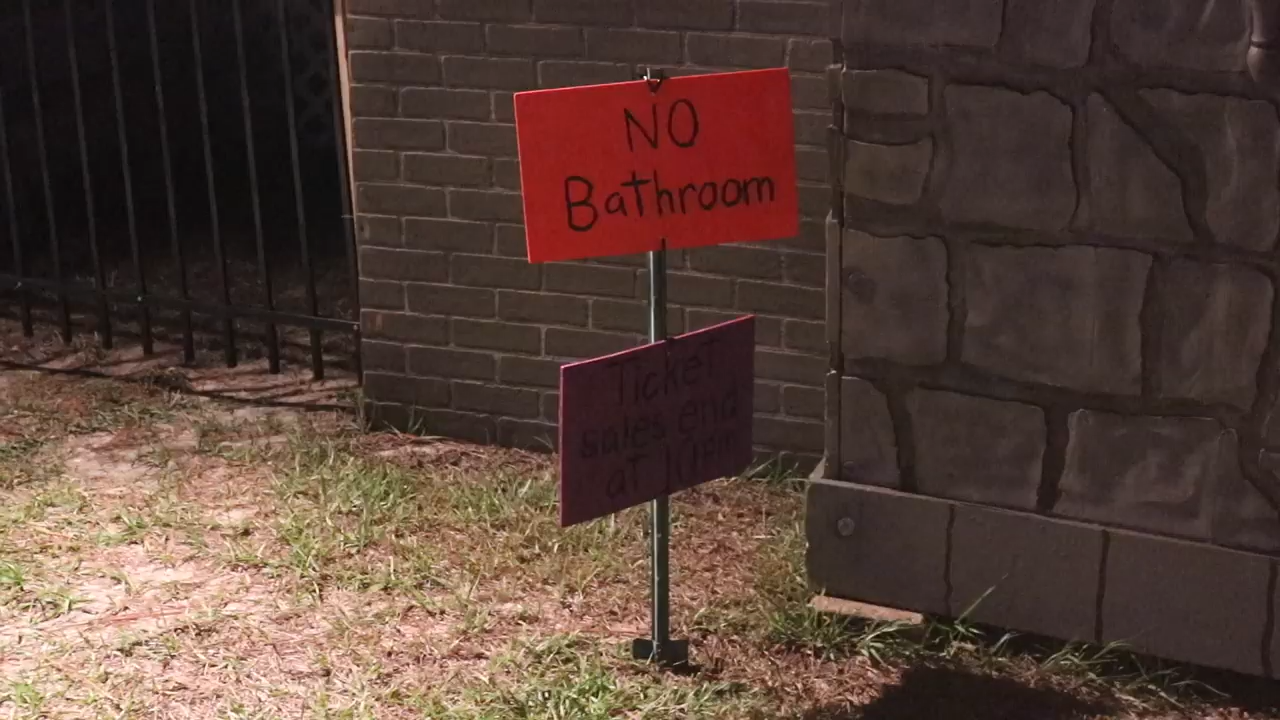 NO
Bathroom
Ticket
sales end
at 10pm